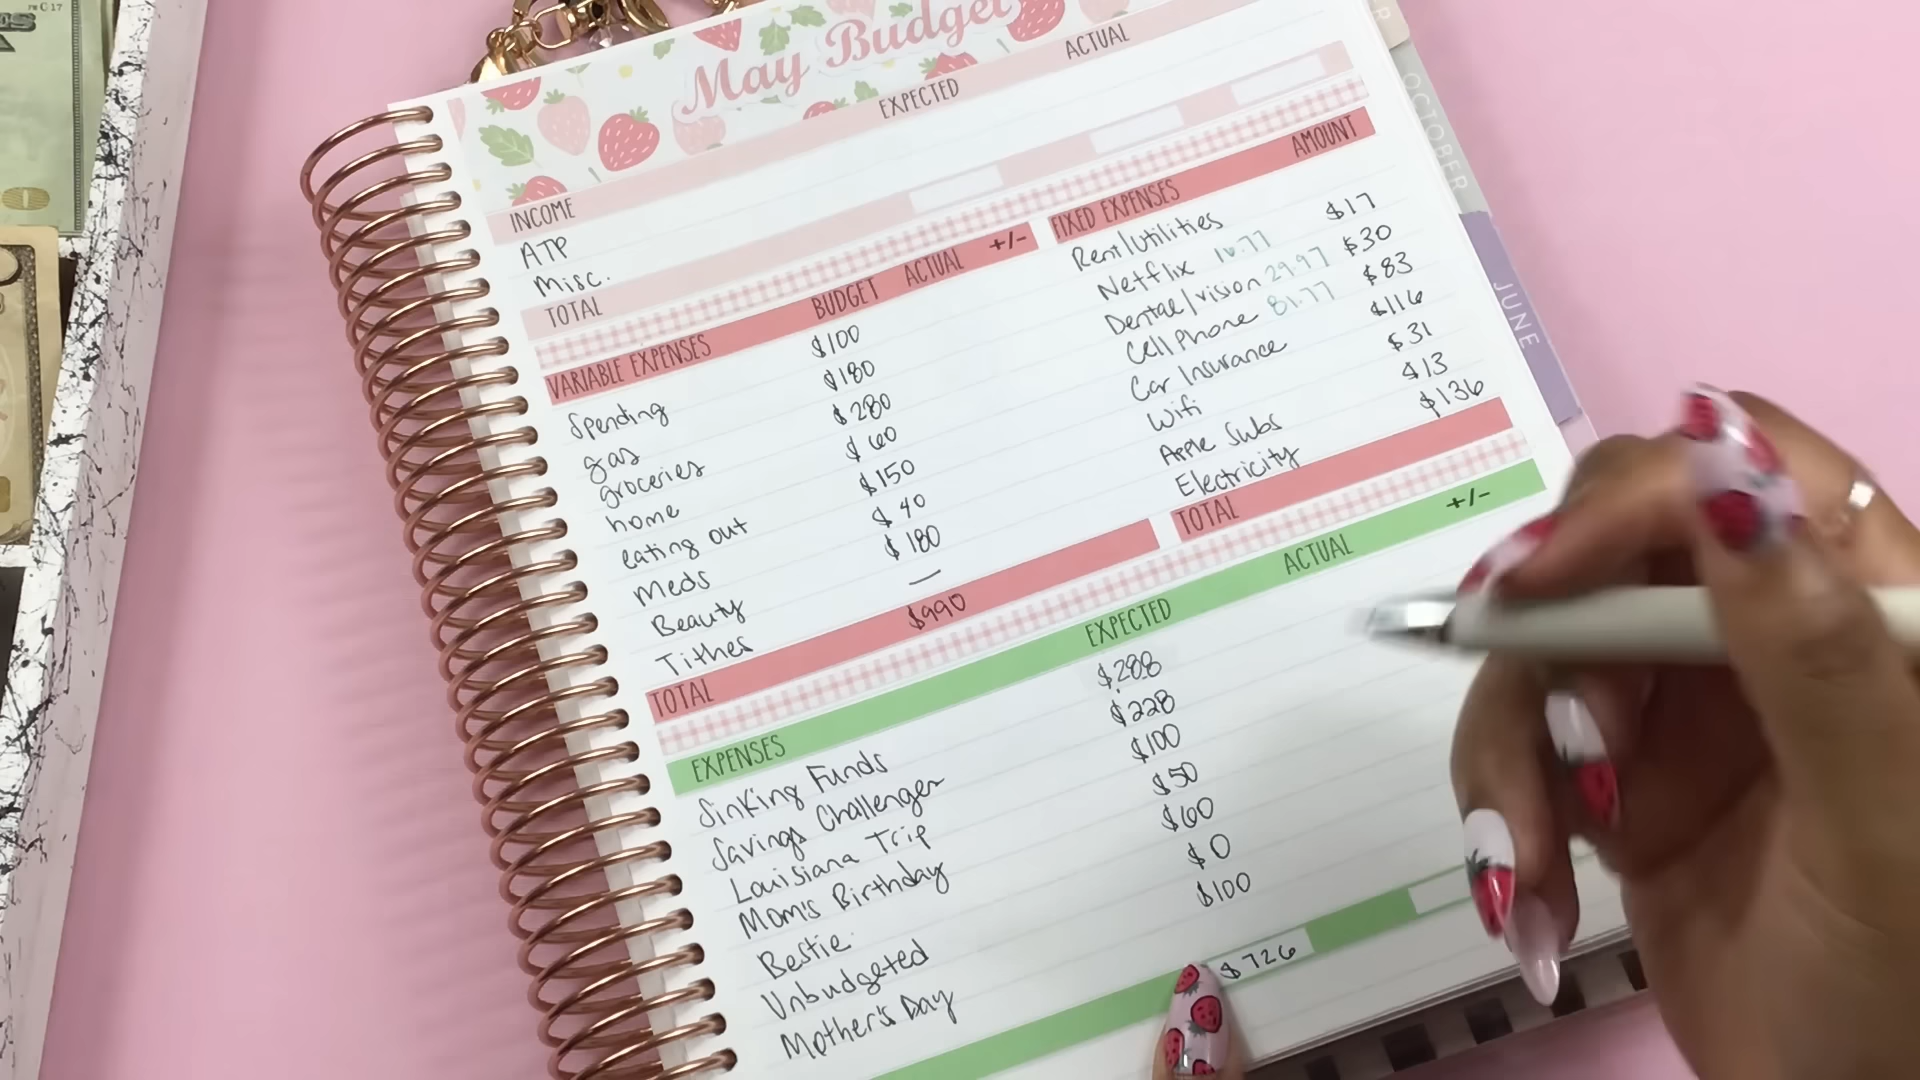 May Budget
INCOME EXPECTED ACTUAL
ATP
Misc.
TOTAL
VARIABLE EXPENSES BUDGET ACTUAL +/-
Spending $100
gas $180
groceries $280
home $60
eating out $150
Meds $40
Beauty $180
Tithes —
TOTAL $990
FIXED EXPENSES AMOUNT
Rent/Utilities
Netflix $17
Dental/vision 29.97 $30
Cell Phone 81.77 $83
Car Insurance $116
Wifi $31
Apple Subs $13
Electricity $136
TOTAL
EXPENSES EXPECTED ACTUAL +/-
Sinking Funds $288
Savings Challenges $228
Louisiana Trip $100
Mom's Birthday $50
Bestie $60
Unbudgeted $0
Mother's Day $100
$726
OCTOBER
JUNE